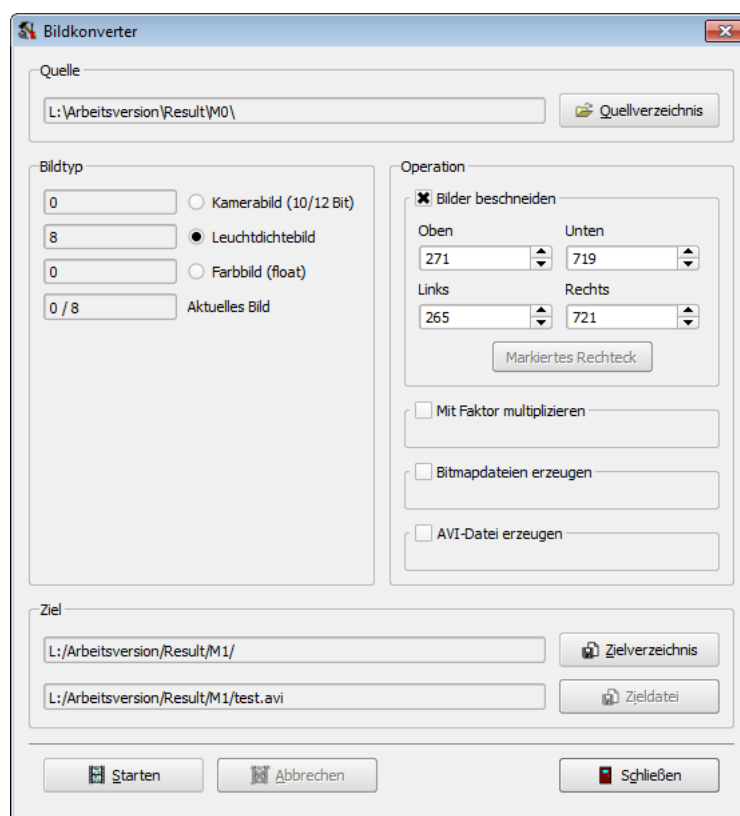 Bildkonverter
Quelle
L:\Arbeitsversion\Result\M0\
Quellverzeichnis
Bildtyp
0
Kamerabild (10/12 Bit)
8
Leuchtdichtebild
0
Farbbild (float)
0 / 8
Aktuelles Bild
Operation
Bilder beschneiden
Oben Unten
271 719
Links Rechts
265 721
Markiertes Rechteck
Mit Faktor multiplizieren
Bitmapdateien erzeugen
AVI-Datei erzeugen
Ziel
L:/Arbeitsversion/Result/M1/
Zielverzeichnis
L:/Arbeitsversion/Result/M1/test.avi
Zieldatei
Starten Abbrechen Schließen